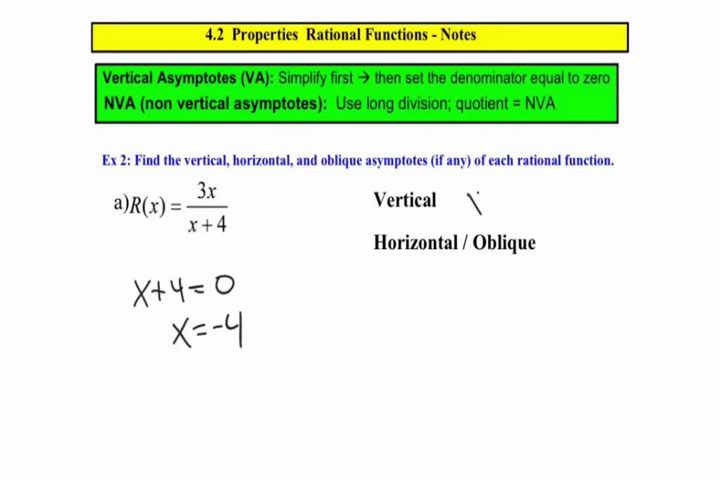 4.2 Properties Rational Functions - Notes
Vertical Asymptotes (VA): Simplify first → then set the denominator equal to zero
NVA (non vertical asymptotes): Use long division; quotient = NVA
Ex 2: Find the vertical, horizontal, and oblique asymptotes (if any) of each rational function.
a) R(x) = 3x / x + 4
Vertical
Horizontal / Oblique
x+4=0
x=-4